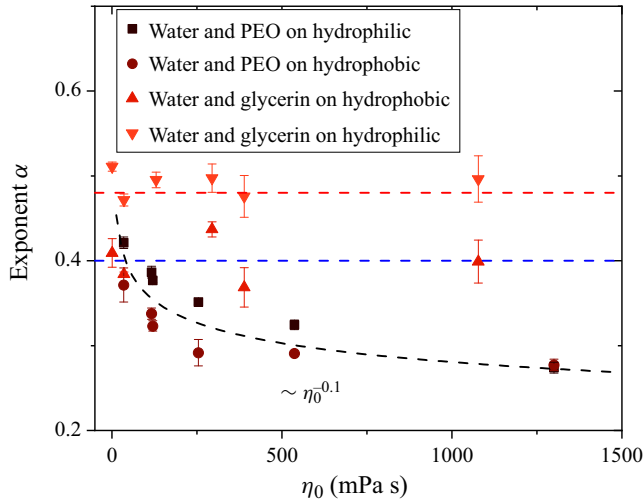 Water and PEO on hydrophilic
Water and PEO on hydrophobic
Water and glycerin on hydrophobic
Water and glycerin on hydrophilic
0.6
0.4
0.2
Exponent α
~ η₀⁻⁰·¹
0 500 1000 1500
η₀ (mPa s)